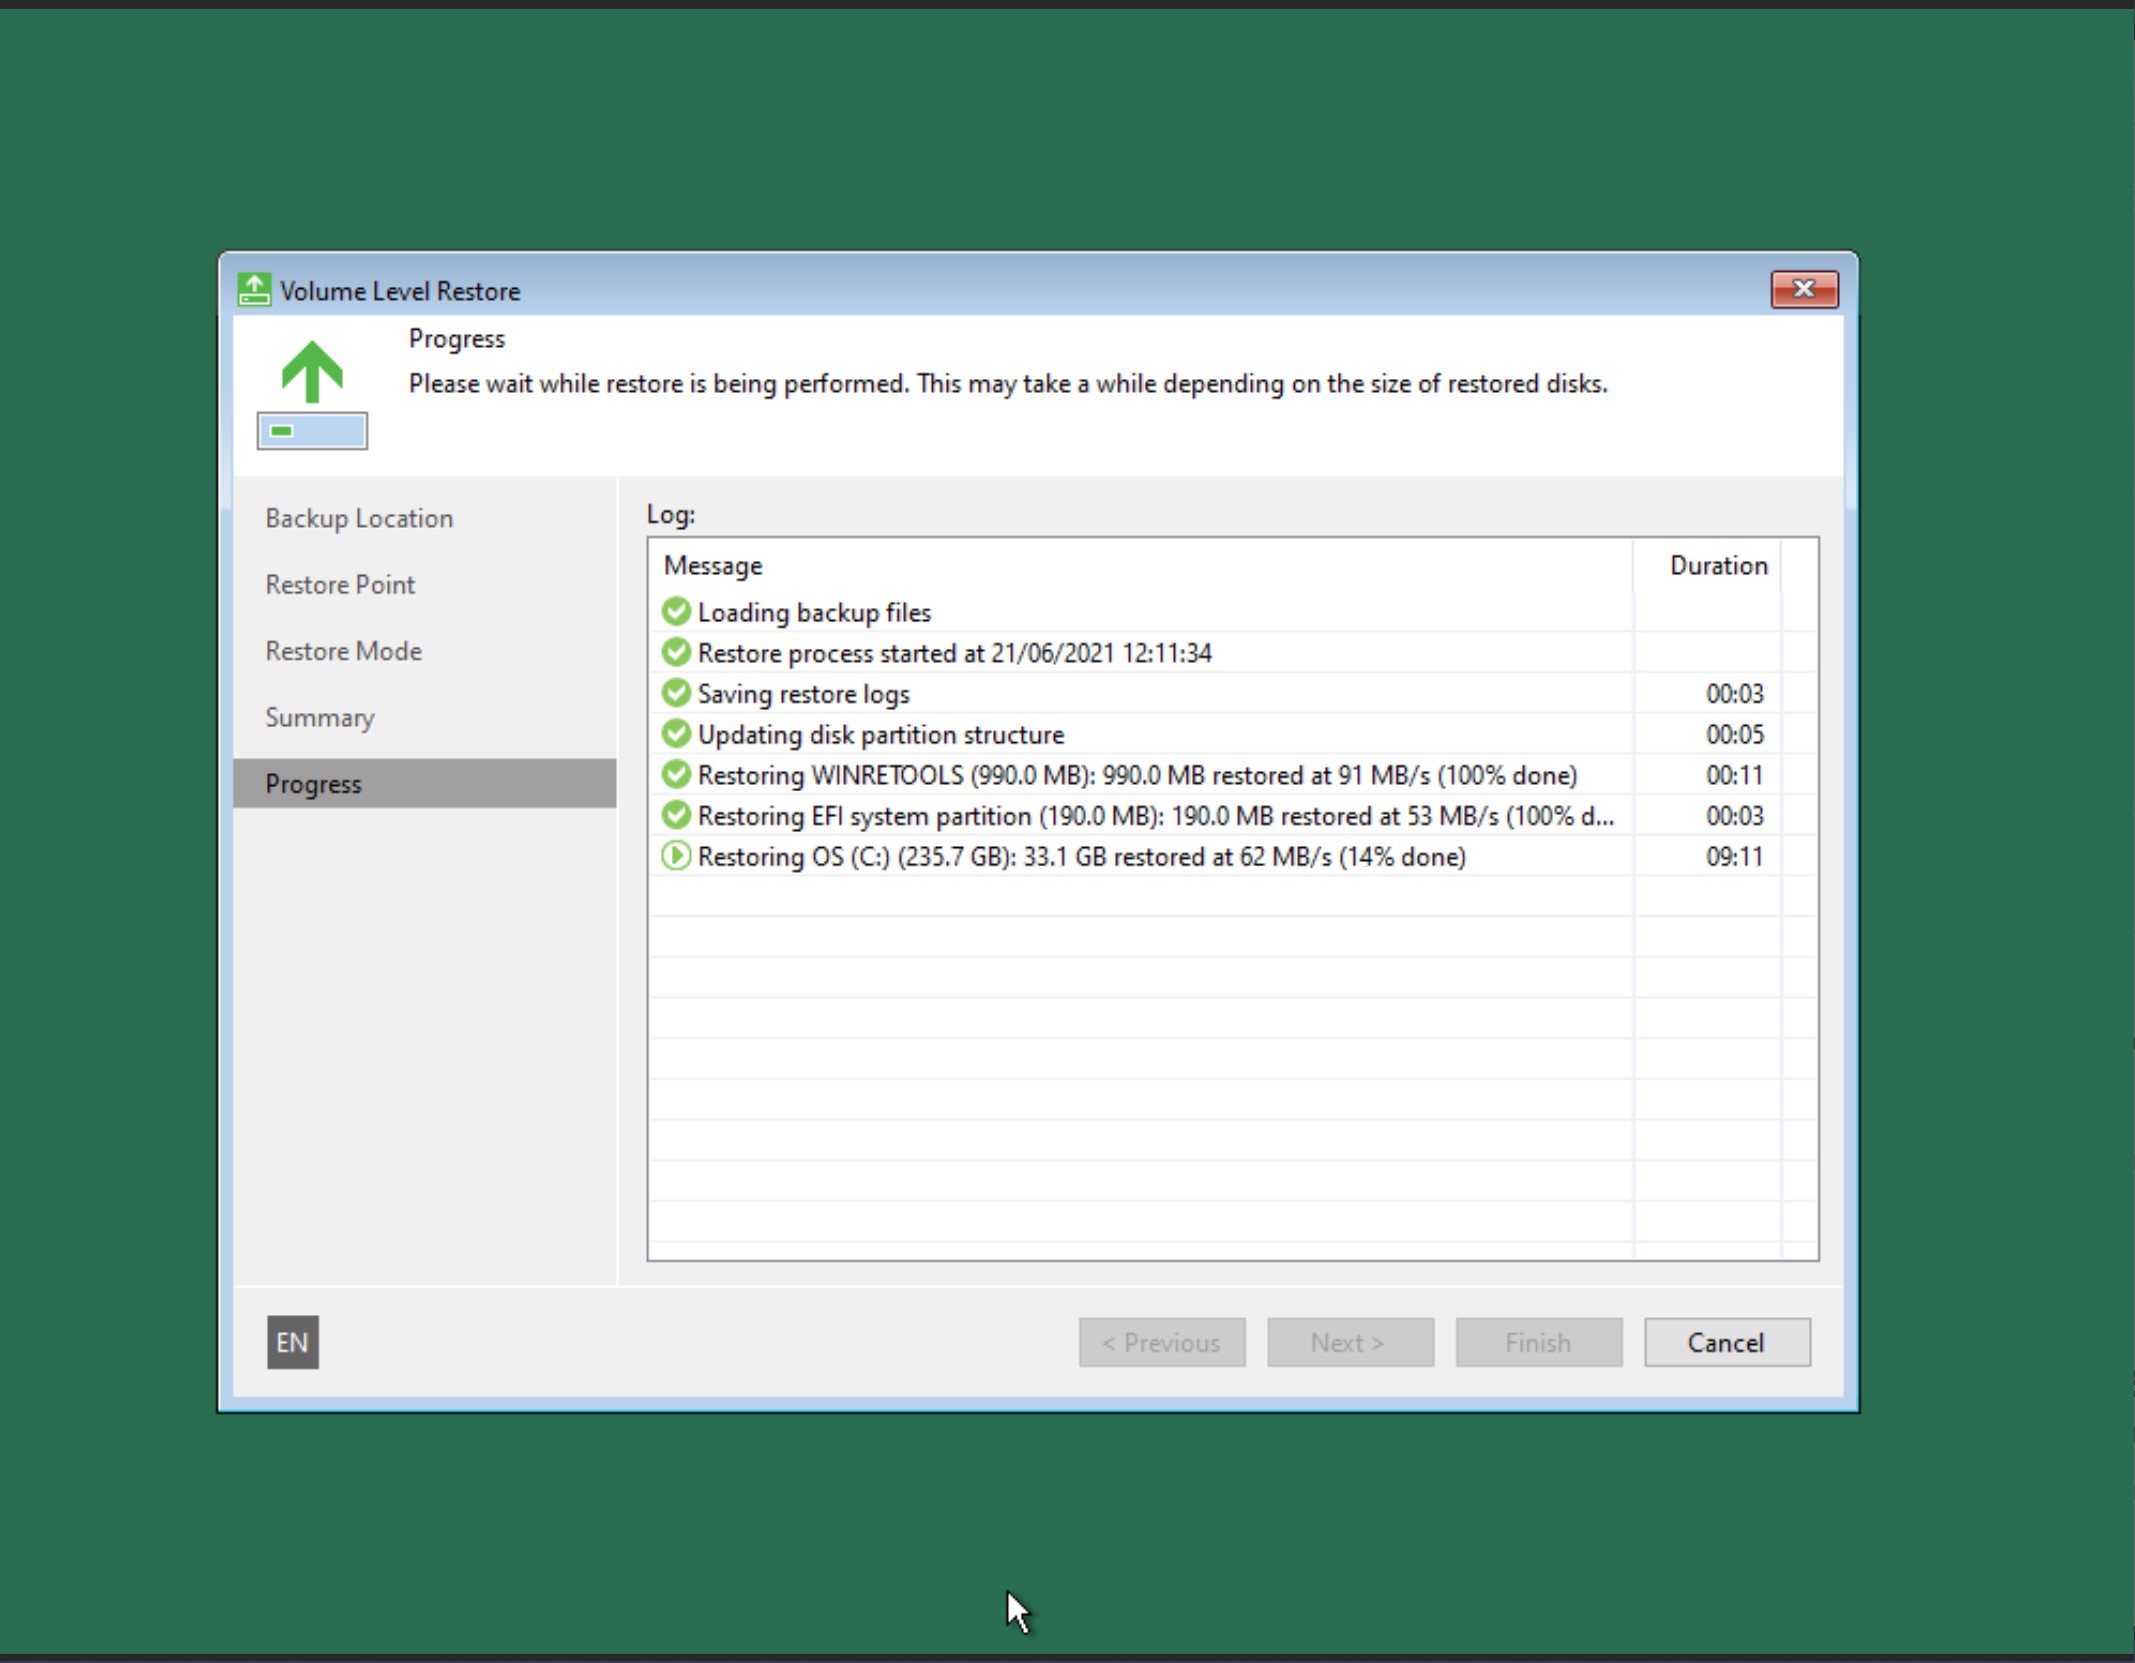 Volume Level Restore
Progress
Please wait while restore is being performed. This may take a while depending on the size of restored disks.
Backup Location
Restore Point
Restore Mode
Summary
Progress
Log:
Message Duration
Loading backup files
Restore process started at 21/06/2021 12:11:34
Saving restore logs 00:03
Updating disk partition structure 00:05
Restoring WINRETOOLS (990.0 MB): 990.0 MB restored at 91 MB/s (100% done) 00:11
Restoring EFI system partition (190.0 MB): 190.0 MB restored at 53 MB/s (100% d... 00:03
Restoring OS (C:) (235.7 GB): 33.1 GB restored at 62 MB/s (14% done) 09:11
EN < Previous Next > Finish Cancel